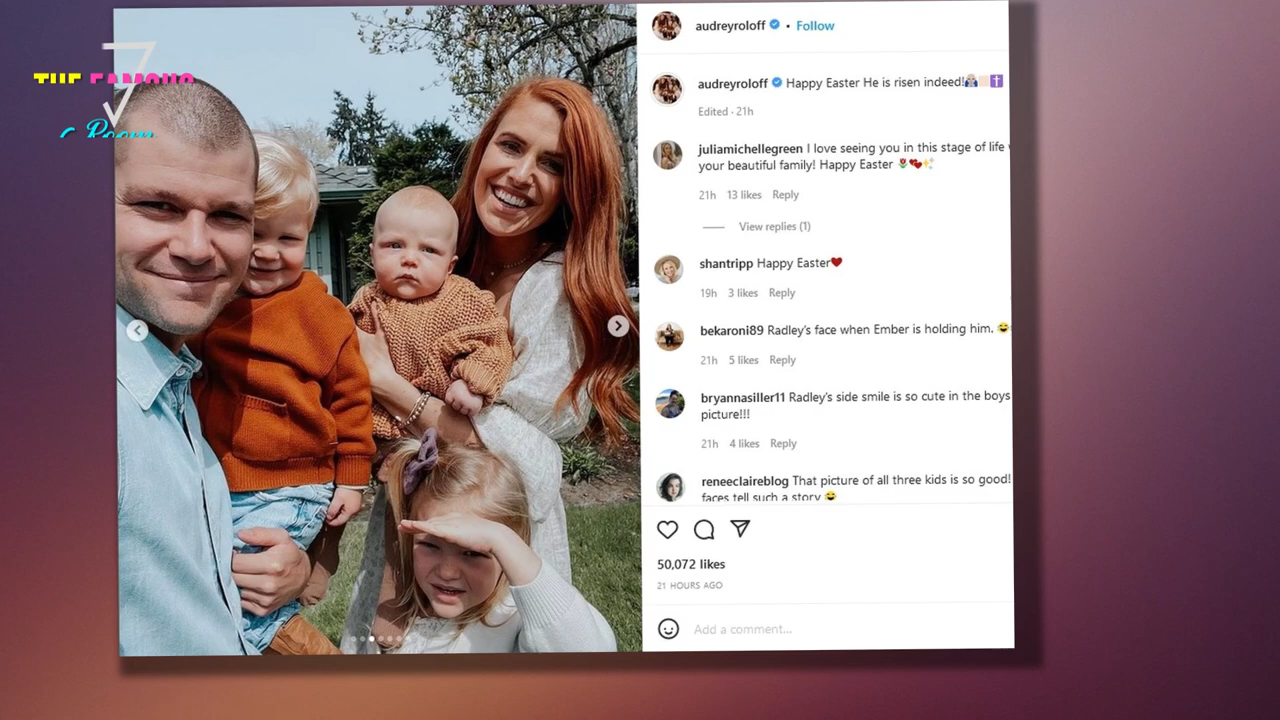 THE FAMOUS
Room
audreyroloff • Follow
audreyroloff Happy Easter He is risen indeed!
Edited · 21h
juliamichellegreen I love seeing you in this stage of life
your beautiful family! Happy Easter
21h 13 likes Reply
View replies (1)
shantripp Happy Easter
19h 3 likes Reply
bekaroni89 Radley's face when Ember is holding him.
21h 5 likes Reply
bryannasiller11 Radley's side smile is so cute in the boys
picture!!!
21h 4 likes Reply
reneeclaireblog That picture of all three kids is so good!
faces tell such a story
50,072 likes
21 HOURS AGO
Add a comment...